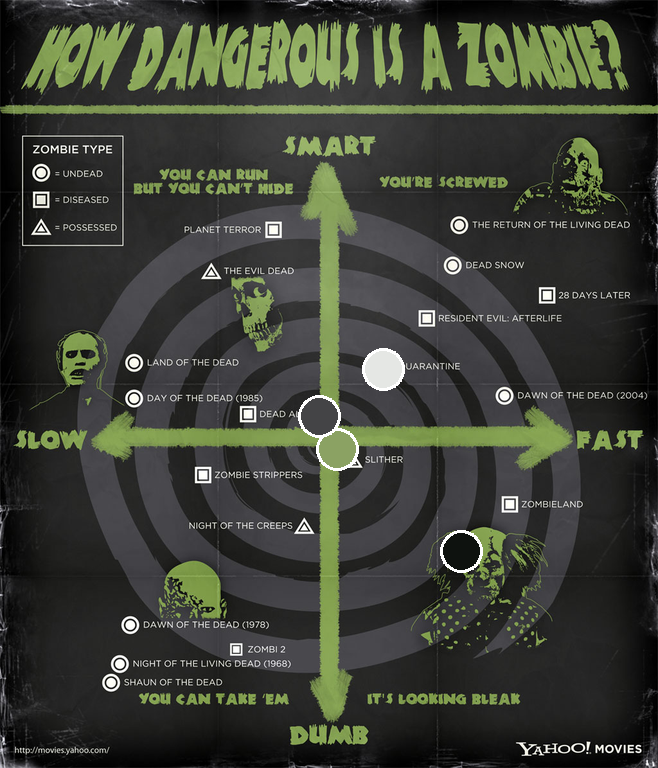 HOW DANGEROUS IS A ZOMBIE?
ZOMBIE TYPE
= UNDEAD
= DISEASED
= POSSESSED
SMART
YOU CAN RUN
BUT YOU CAN'T HIDE
YOU'RE SCREWED
PLANET TERROR
THE RETURN OF THE LIVING DEAD
THE EVIL DEAD
DEAD SNOW
28 DAYS LATER
RESIDENT EVIL: AFTERLIFE
LAND OF THE DEAD
UARANTINE
DAY OF THE DEAD (1985)
DAWN OF THE DEAD (2004)
DEAD
SLOW
FAST
SLITHER
ZOMBIE STRIPPERS
ZOMBIELAND
NIGHT OF THE CREEPS
DAWN OF THE DEAD (1978)
ZOMBI 2
NIGHT OF THE LIVING DEAD (1968)
SHAUN OF THE DEAD
YOU CAN TAKE 'EM
IT'S LOOKING BLEAK
DUMB
http://movies.yahoo.com/
YAHOO! MOVIES